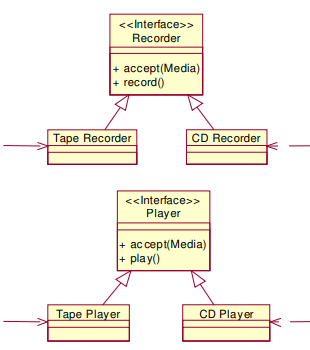 <<Interface>>
Recorder
+ accept(Media)
+ record()
Tape Recorder
CD Recorder
<<Interface>>
Player
+ accept(Media)
+ play()
Tape Player
CD Player